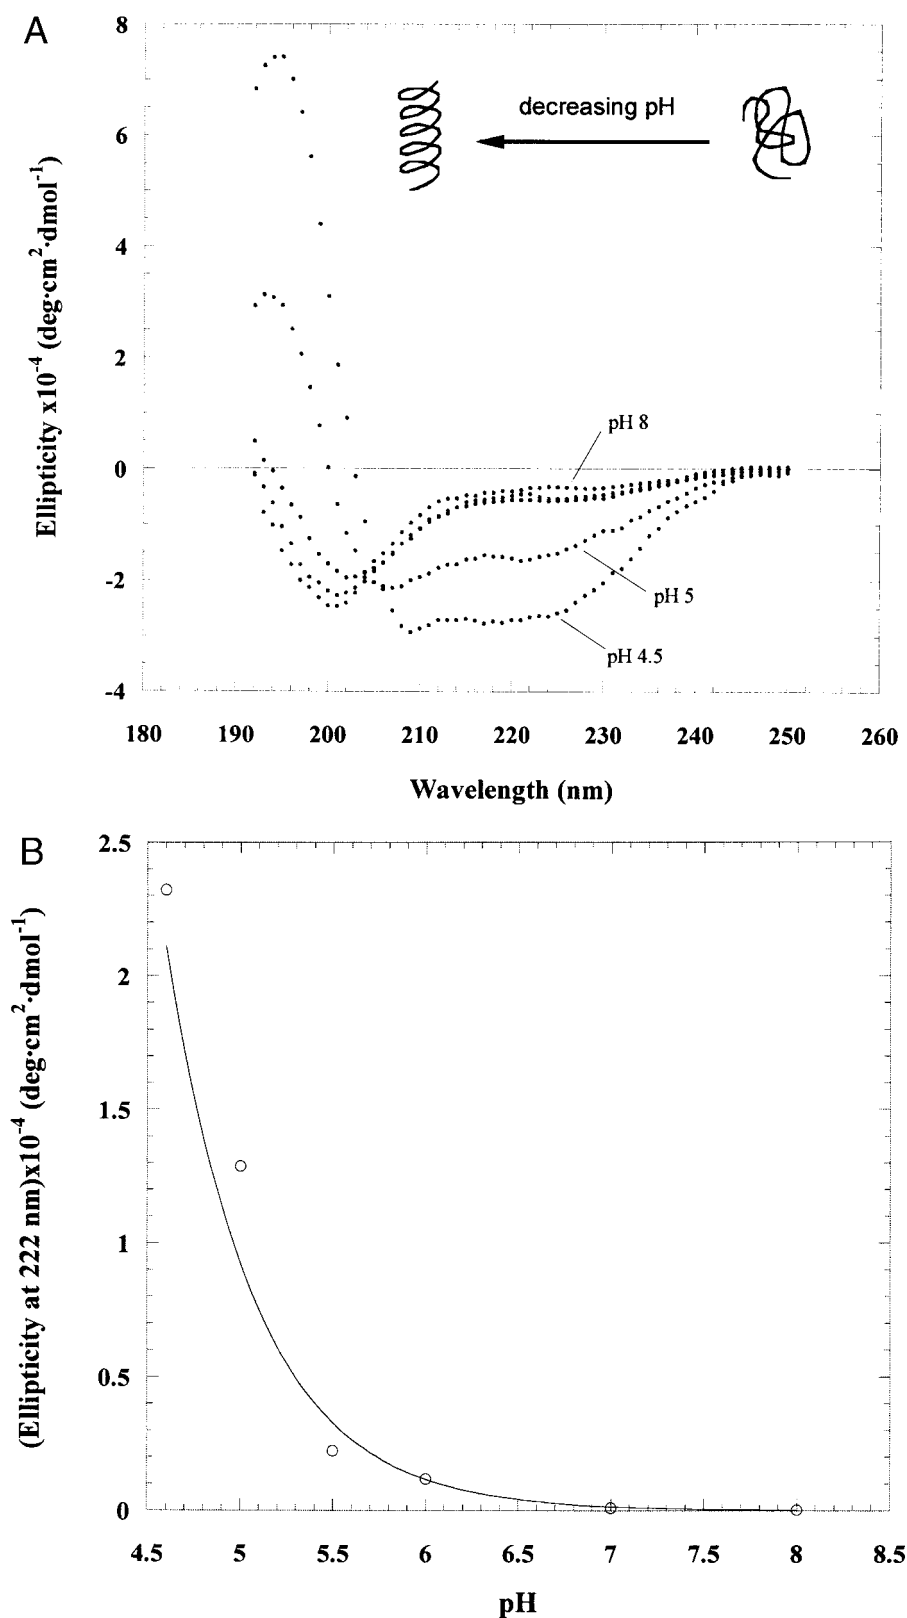 A
8
6
4
2
0
-2
-4
Ellipticity x10-4 (deg·cm2·dmol-1)
decreasing pH
pH 8
pH 5
pH 4.5
180 190 200 210 220 230 240 250 260
Wavelength (nm)
B
2.5
2
1.5
1
0.5
0
(Ellipticity at 222 nm)x10-4 (deg·cm2·dmol-1)
4.5 5 5.5 6 6.5 7 7.5 8 8.5
pH